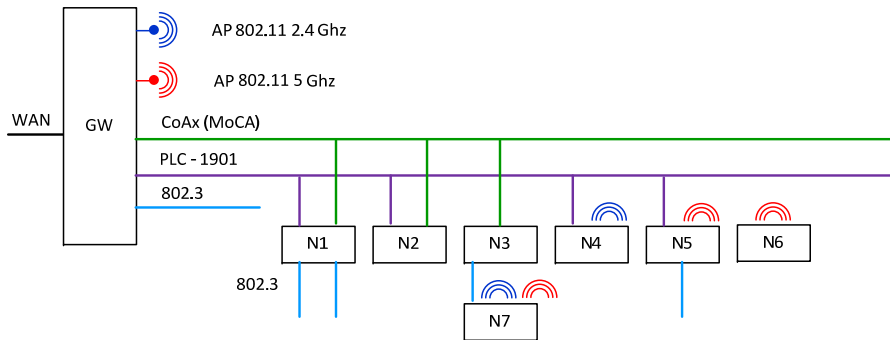 AP 802.11 2.4 Ghz
AP 802.11 5 Ghz
WAN
GW
CoAx (MoCA)
PLC - 1901
802.3
N1
N2
N3
N4
N5
N6
802.3
N7